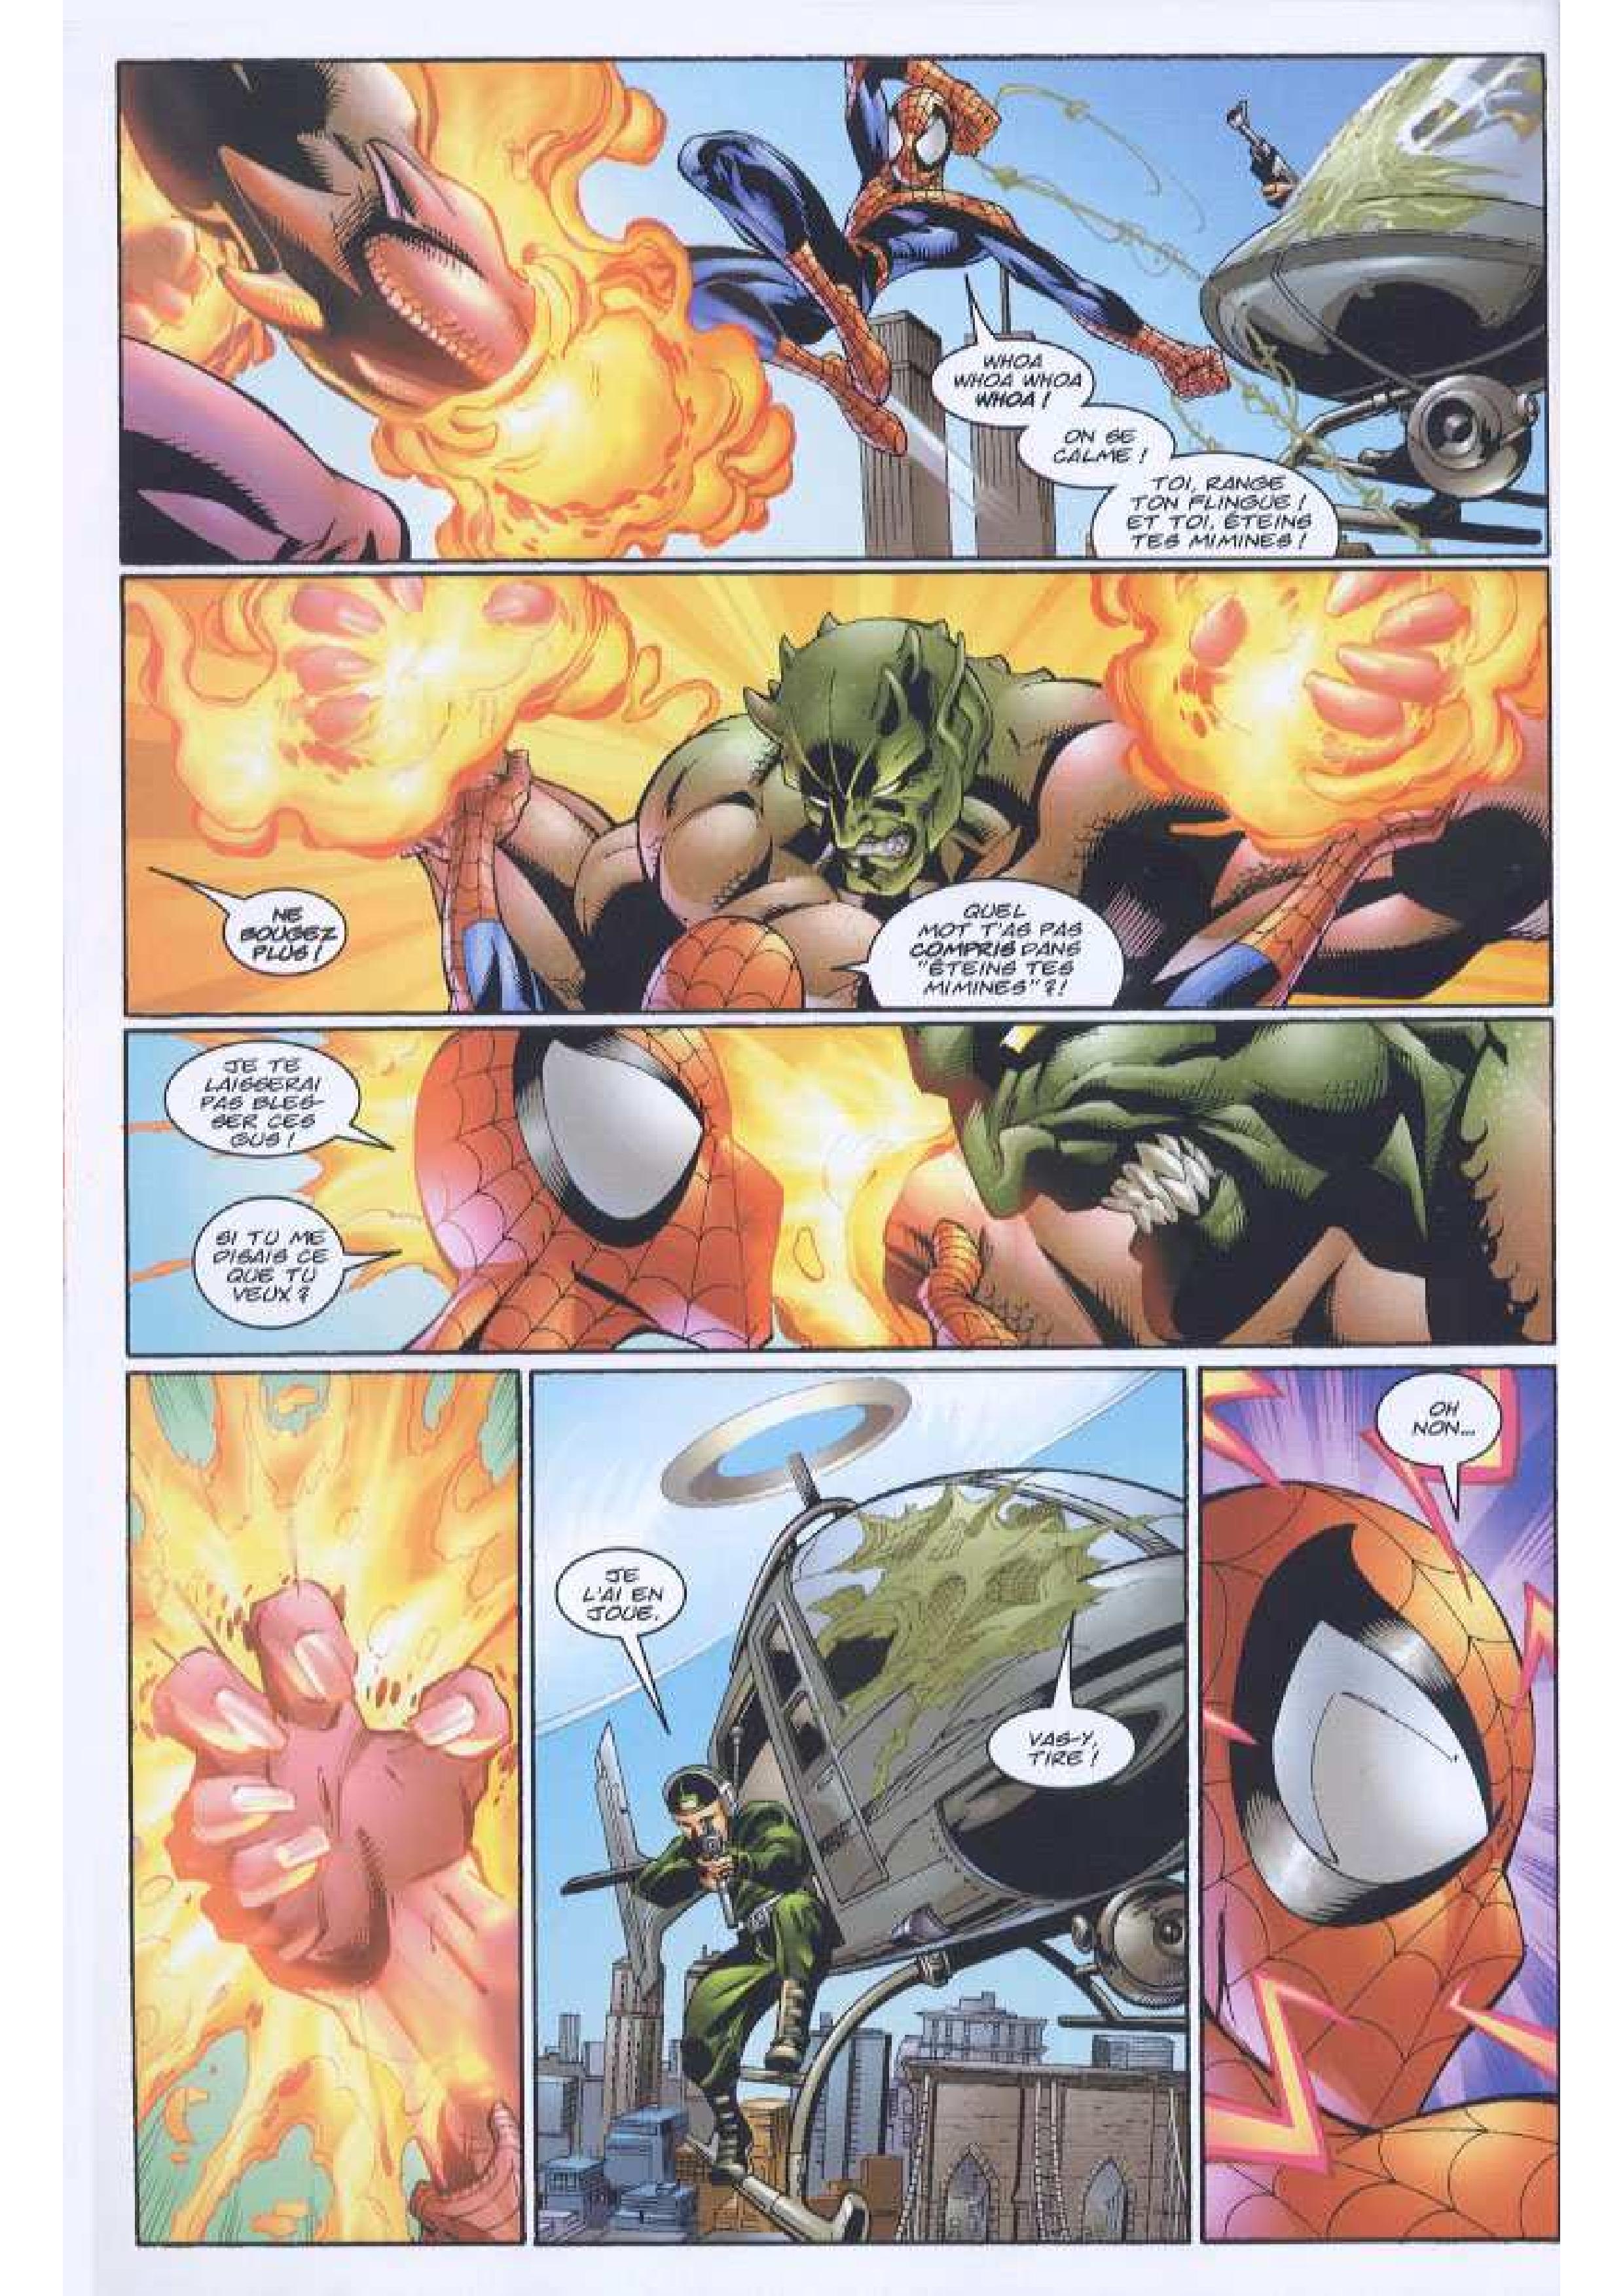 WHOA
WHOA WHOA
WHOA !
ON SE
CALME !
TOI, RANGE
TON FLINGUE !
ET TOI, ÉTEINS
TES MIMINES !
NE
BOUGEZ
PLUS !
QUEL
MOT T'AS PAS
COMPRIS DANS
"ÉTEINS TES
MIMINES" ?!
JE TE
LAISSERAI
PAS BLES-
SER CES
GUS !
SI TU ME
DISAIS CE
QUE TU
VEUX ?
JE
L'AI EN
JOUE.
VAS-Y,
TIRE !
OH
NON...